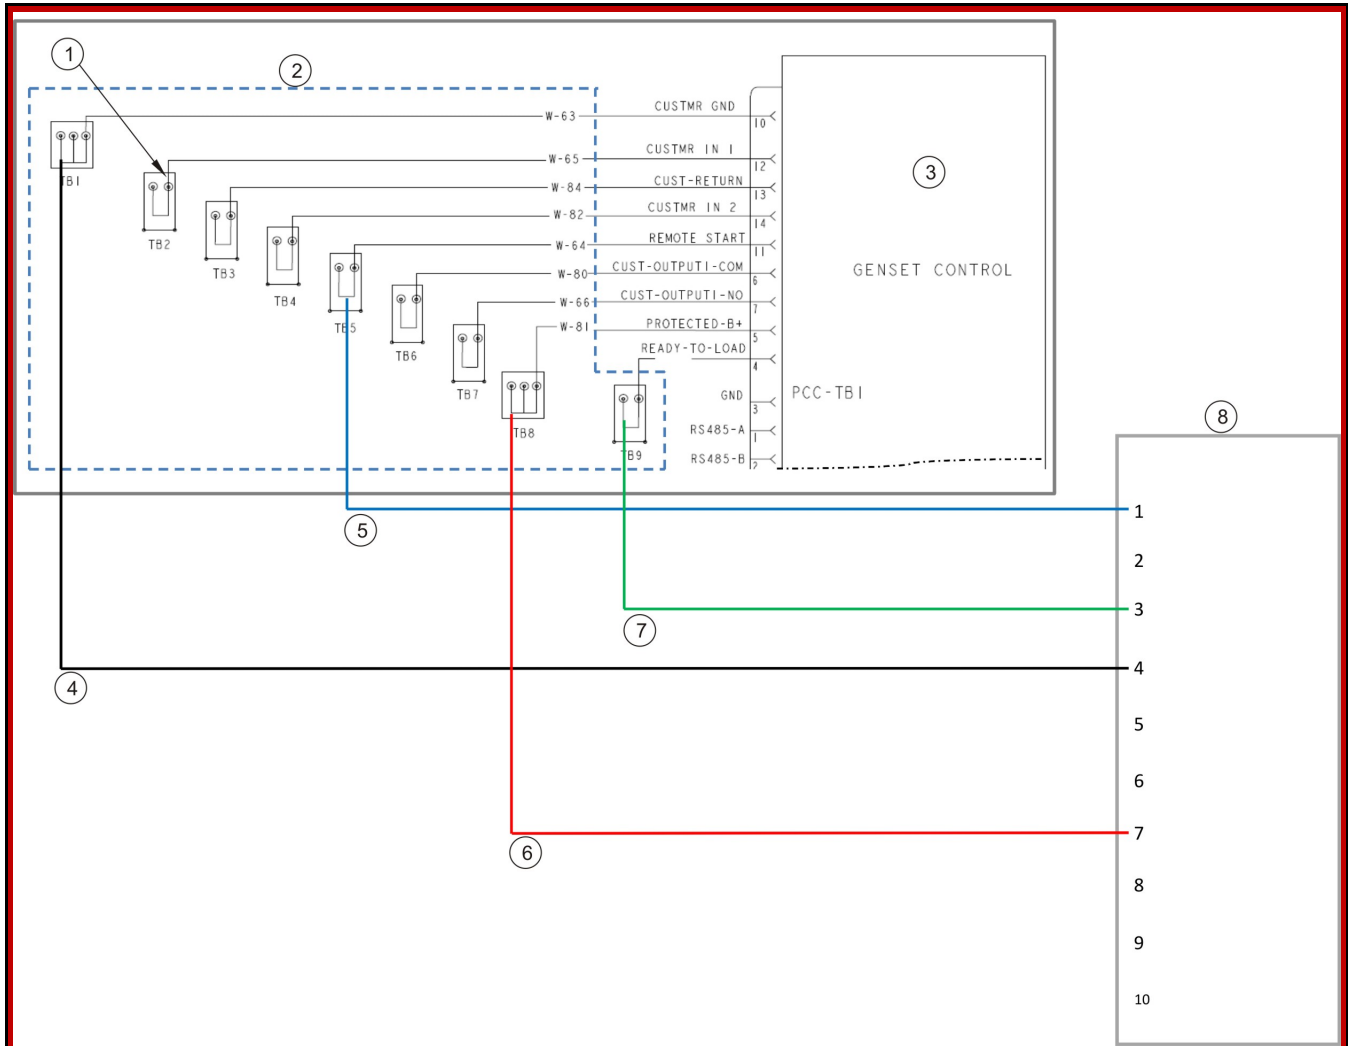 1
2
W-63
CUSTMR GND
10
TB1
W-65
CUSTMR IN 1
12
3
W-84
CUST-RETURN
13
W-82
CUSTMR IN 2
14
TB2
W-64
REMOTE START
11
TB3
W-80
CUST-OUTPUT1-COM
6
GENSET CONTROL
TB4
W-66
CUST-OUTPUT1-NO
7
TB5
W-81
PROTECTED-B+
5
TB6
READY-TO-LOAD
4
TB7
GND
3
PCC-TB1
TB8
RS485-A
1
TB9
RS485-B
2
8
5
1
2
7
3
4
4
5
6
6
7
8
9
10